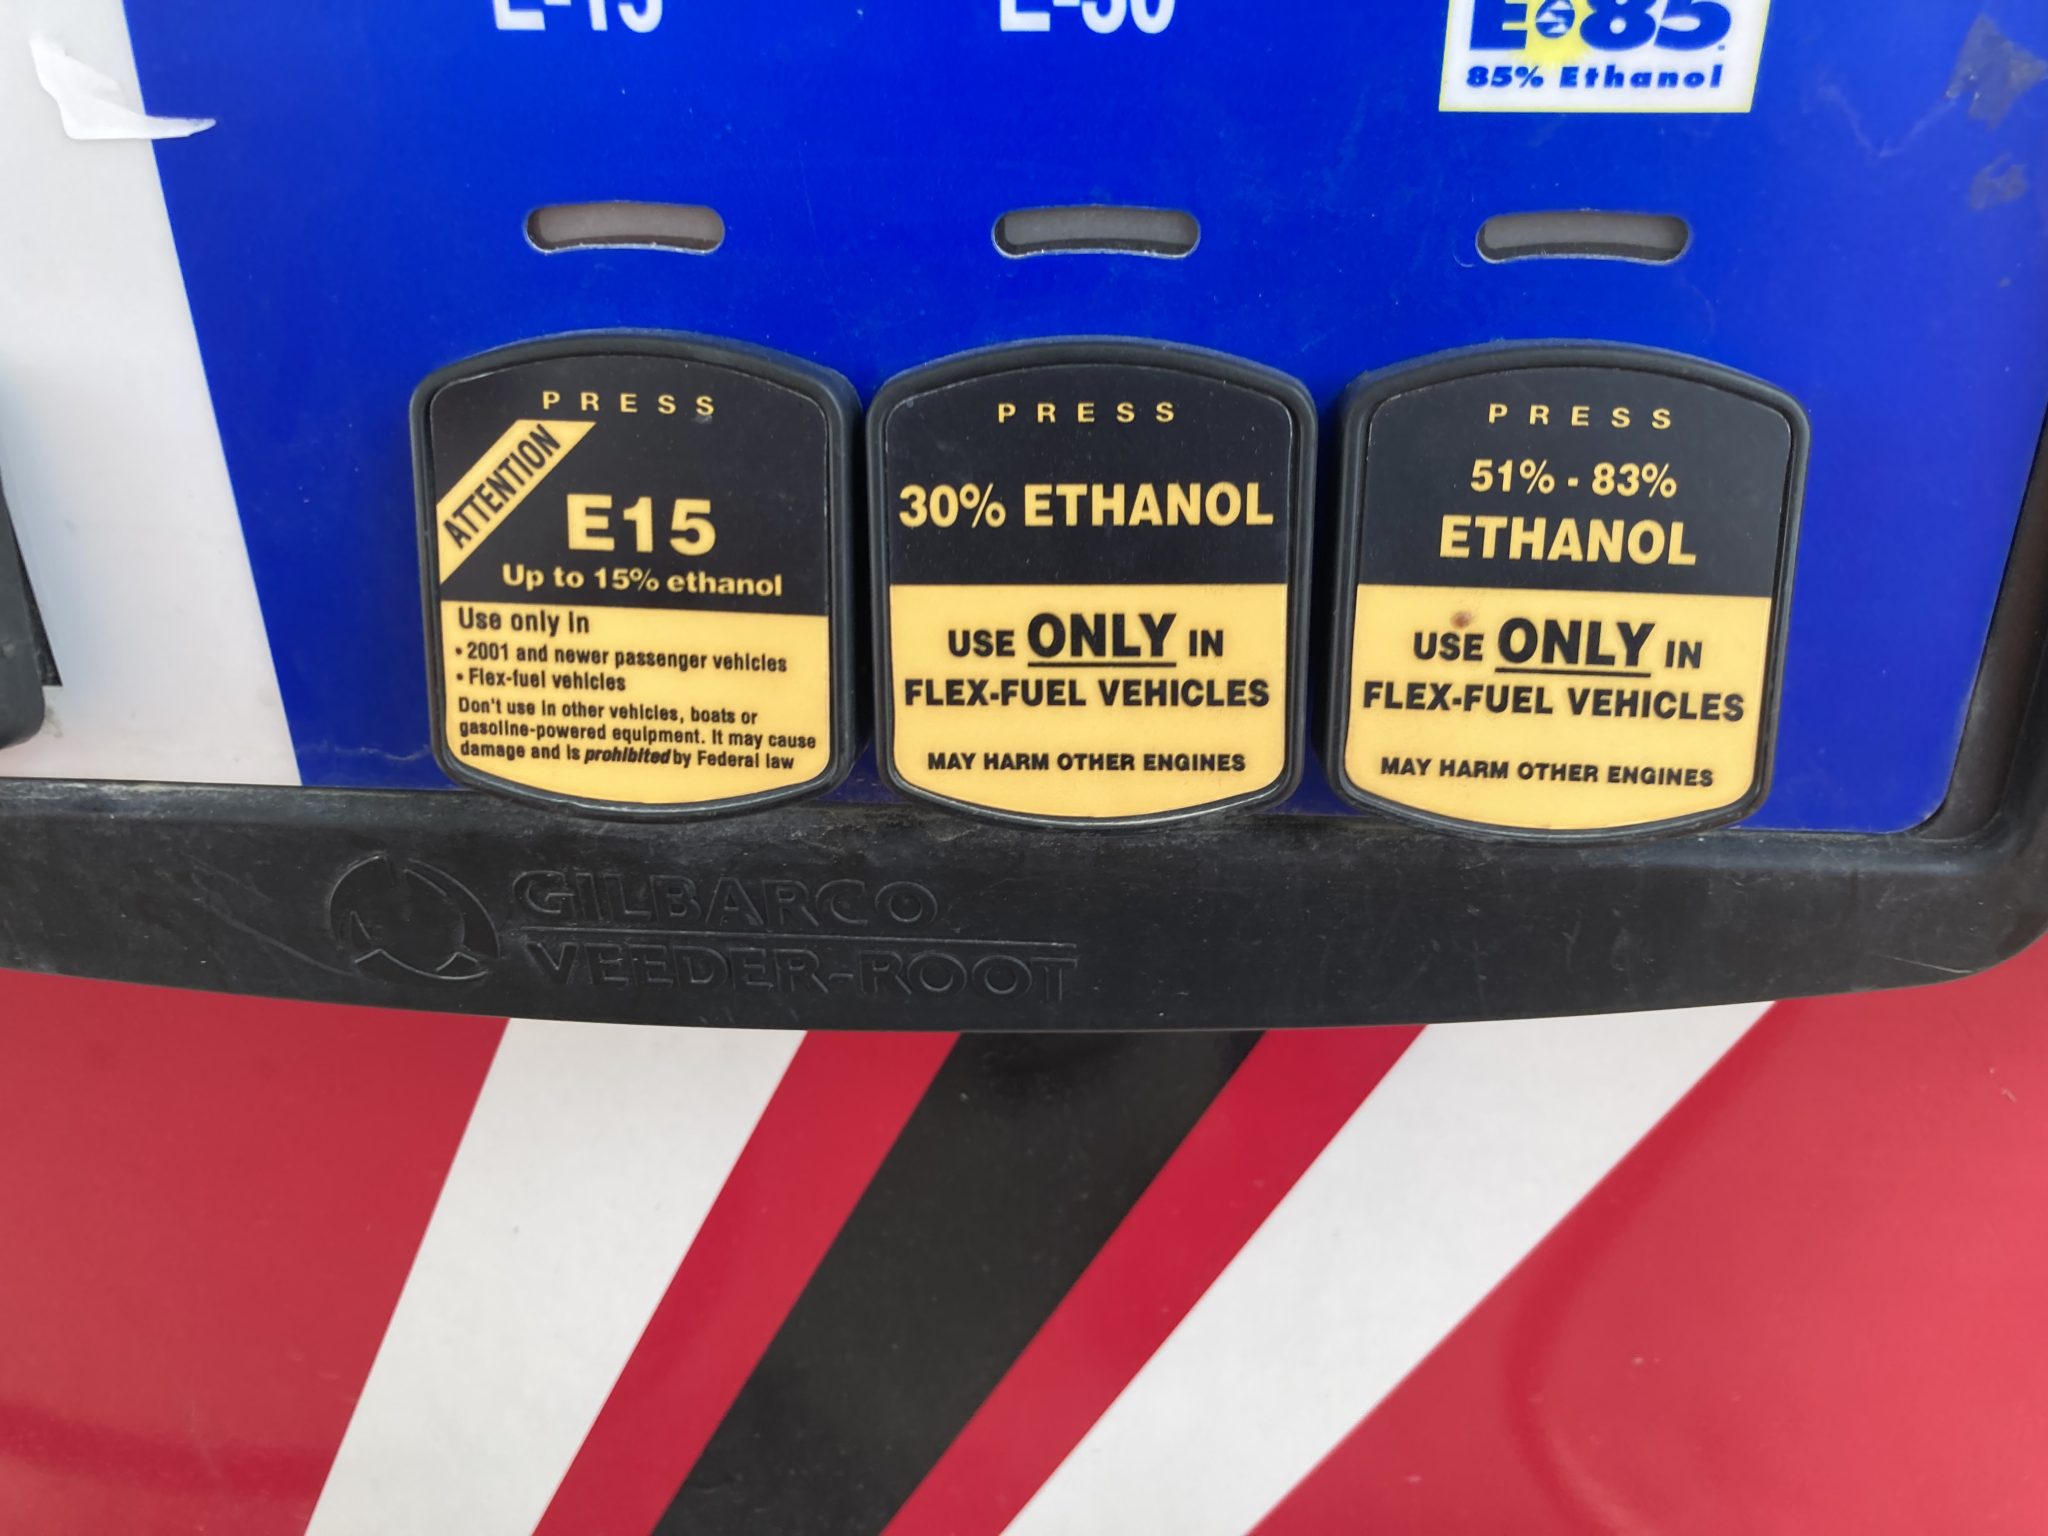 E-15
E-30
E-85
85% Ethanol
PRESS
ATTENTION
E15
Up to 15% ethanol
Use only in
• 2001 and newer passenger vehicles
• Flex-fuel vehicles
Don't use in other vehicles, boats or
gasoline-powered equipment. It may cause
damage and is prohibited by Federal law
PRESS
30% ETHANOL
USE ONLY IN
FLEX-FUEL VEHICLES
MAY HARM OTHER ENGINES
PRESS
51% - 83%
ETHANOL
USE ONLY IN
FLEX-FUEL VEHICLES
MAY HARM OTHER ENGINES
GILBARCO
VEEDER-ROOT